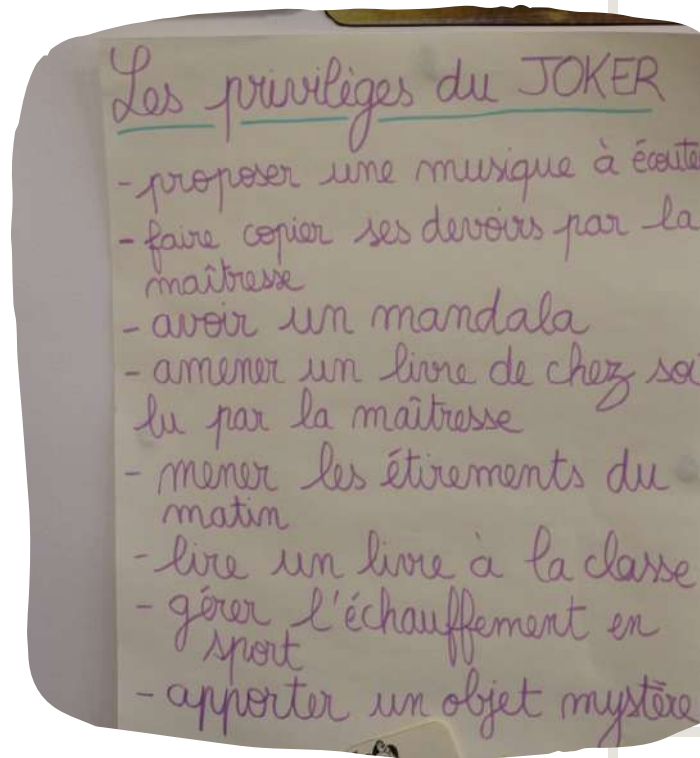 Les privilèges du JOKER
- proposer une musique à écouter
- faire copier ses devoirs par la
maîtresse
- avoir un mandala
- amener un livre de chez soi
lu par la maîtresse
- mener les étirements du
matin
- lire un livre à la classe
- gérer l'échauffement en
sport
- apporter un objet mystère